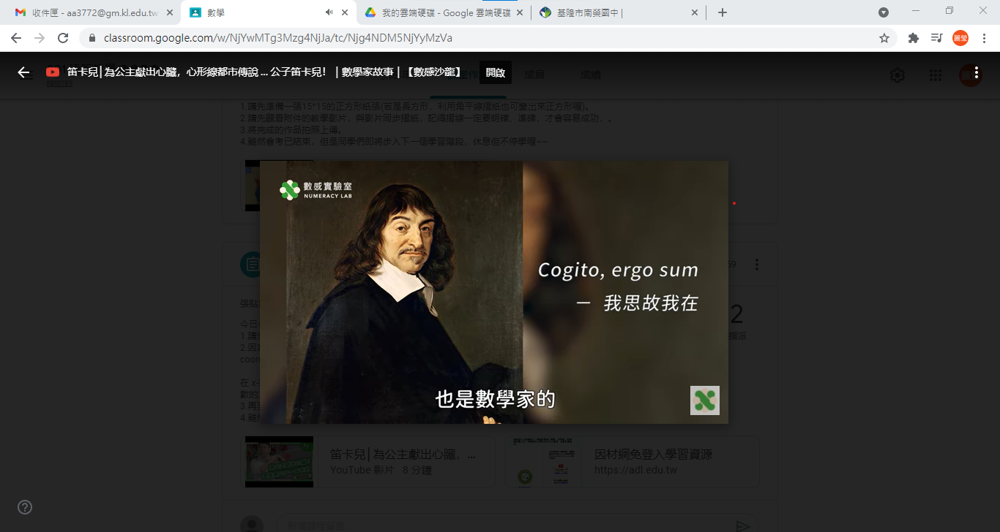 收件匣 - aa3772@gm.kl.edu.tw
數學
我的雲端硬碟 - Google 雲端硬碟
基隆市南榮國中 |
classroom.google.com/w/NjYwMTg3Mzg4NjJa/tc/Njg4NDM5NjYyMzVa
麗瑩
笛卡兒│為公主獻出心臟，心形線都市傳說 ... 公子笛卡兒！｜數學家故事｜【數感沙龍】
開啟
成員
成績
1.請先準備一張15*15的正方形紙張(若是長方形，利用角平線摺紙也可變出來正方形喔)。
2.請先觀看附件的教學影片，與影片同步摺紙，記得摺線一定要明確、準確，才會容易成功，。
3.將完成的作品拍照上傳。
4.雖然會考已結束，但是同學們即將步入下一個學習階段，休息但不停學喔~~
數感實驗室
NUMERACY LAB
Cogito, ergo sum
— 我思故我在
也是數學家的
張貼
2
今日
指派
1.請
2.因
coor
在 x
數的
3.再
4.雖
笛卡兒│為公主獻出心臟，...
YouTube 影片 8 分鐘
因材網免登入學習資源
https://adl.edu.tw
新增課程留言…